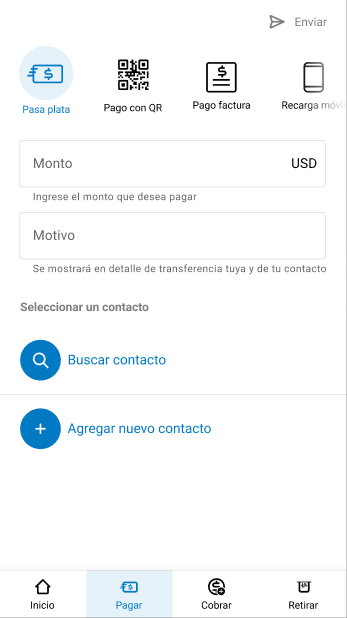 Enviar
Pasa plata
Pago con QR
Pago factura
Recarga móvi
Monto
USD
Ingrese el monto que desea pagar
Motivo
Se mostrará en detalle de transferencia tuya y de tu contacto
Seleccionar un contacto
Buscar contacto
Agregar nuevo contacto
Inicio
Pagar
Cobrar
Retirar